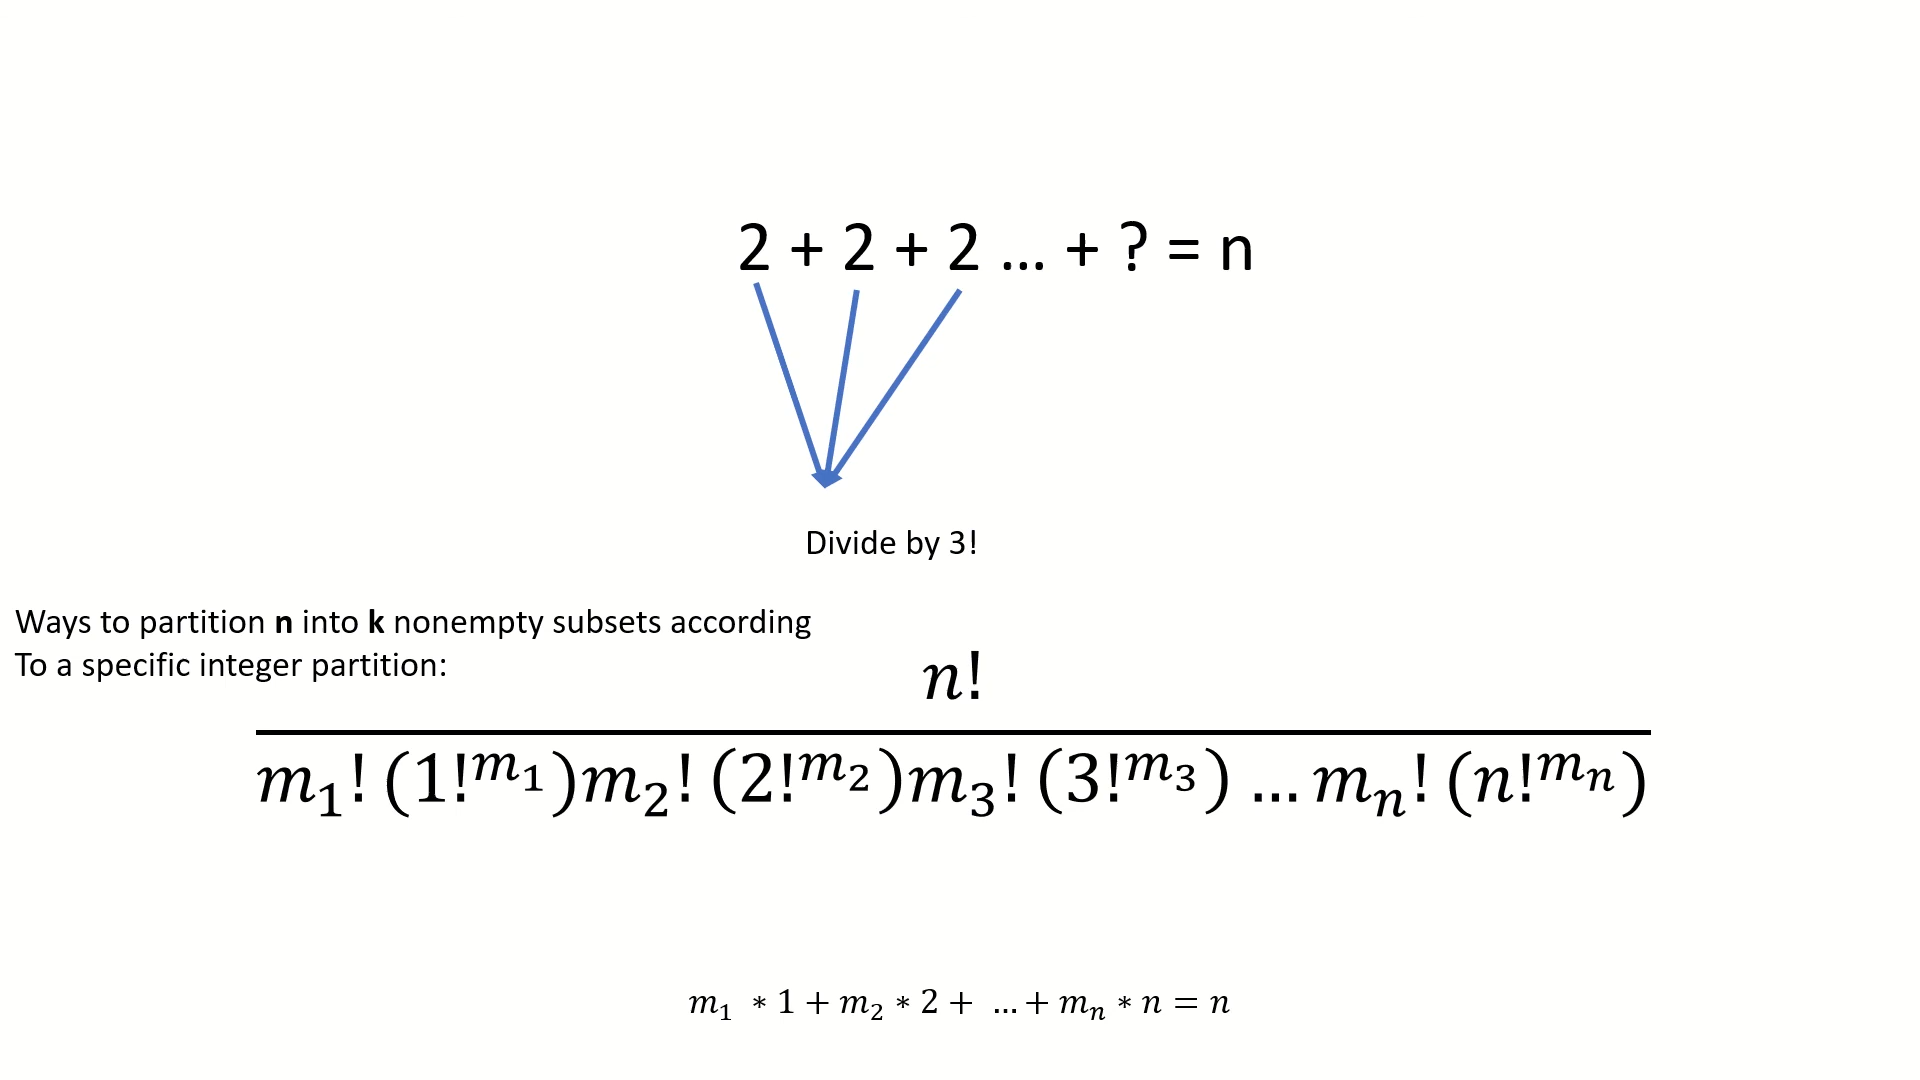 2 + 2 + 2 ... + ? = n
Divide by 3!
Ways to partition n into k nonempty subsets according
To a specific integer partition:
n!
m₁! (1!^m₁)m₂! (2!^m₂)m₃! (3!^m₃) ... mₙ! (n!^mₙ)
m₁ * 1 + m₂ * 2 + ... + mₙ * n = n